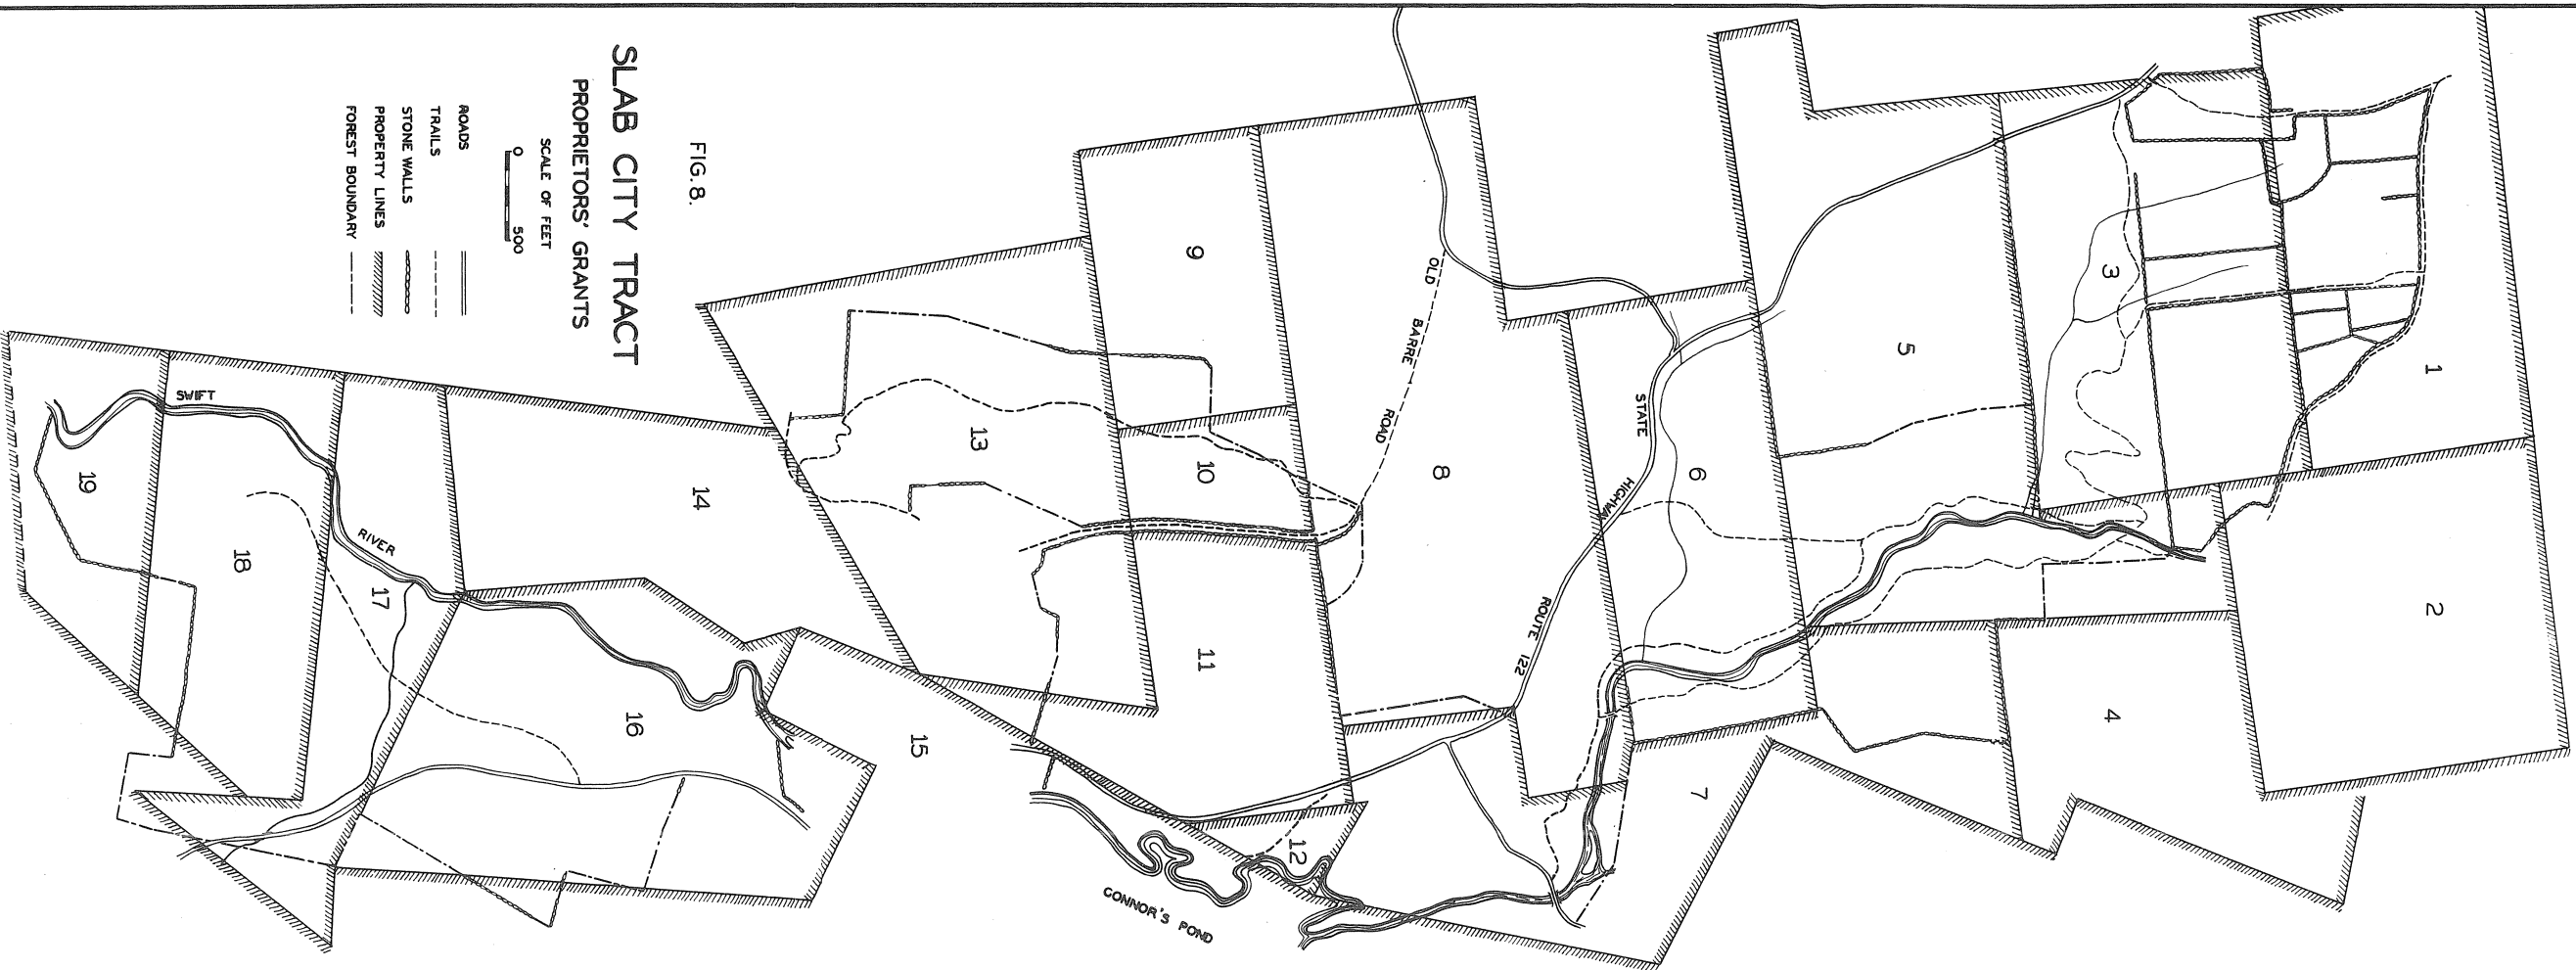 FIG. 8.
SLAB CITY TRACT
PROPRIETORS' GRANTS
SCALE OF FEET
0 500
ROADS
TRAILS
STONE WALLS
PROPERTY LINES
FOREST BOUNDARY
1
2
3
4
5
6
7
8
9
10
11
12
13
14
15
16
17
18
19
OLD BARRE ROAD
STATE HIGHWAY ROUTE 122
SWIFT RIVER
CONNOR'S POND